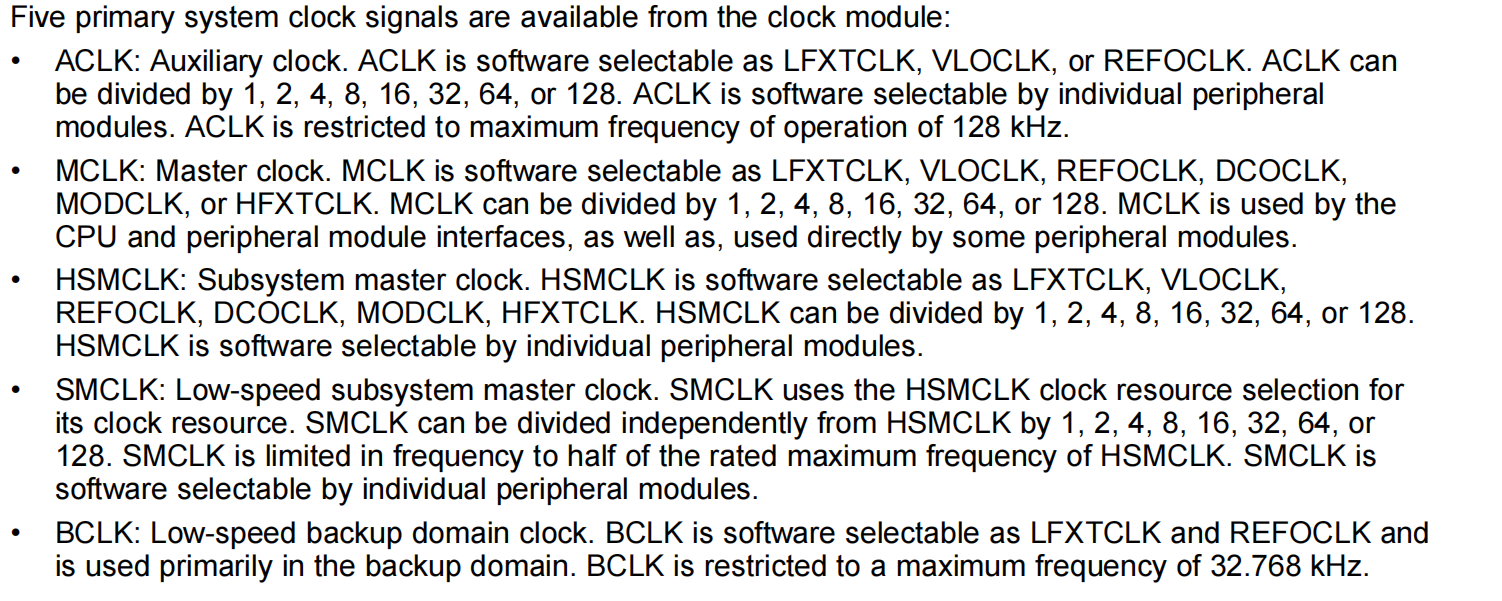 Five primary system clock signals are available from the clock module:
• ACLK: Auxiliary clock. ACLK is software selectable as LFXTCLK, VLOCLK, or REFOCLK. ACLK can
be divided by 1, 2, 4, 8, 16, 32, 64, or 128. ACLK is software selectable by individual peripheral
modules. ACLK is restricted to maximum frequency of operation of 128 kHz.
• MCLK: Master clock. MCLK is software selectable as LFXTCLK, VLOCLK, REFOCLK, DCOCLK,
MODCLK, or HFXTCLK. MCLK can be divided by 1, 2, 4, 8, 16, 32, 64, or 128. MCLK is used by the
CPU and peripheral module interfaces, as well as, used directly by some peripheral modules.
• HSMCLK: Subsystem master clock. HSMCLK is software selectable as LFXTCLK, VLOCLK,
REFOCLK, DCOCLK, MODCLK, HFXTCLK. HSMCLK can be divided by 1, 2, 4, 8, 16, 32, 64, or 128.
HSMCLK is software selectable by individual peripheral modules.
• SMCLK: Low-speed subsystem master clock. SMCLK uses the HSMCLK clock resource selection for
its clock resource. SMCLK can be divided independently from HSMCLK by 1, 2, 4, 8, 16, 32, 64, or
128. SMCLK is limited in frequency to half of the rated maximum frequency of HSMCLK. SMCLK is
software selectable by individual peripheral modules.
• BCLK: Low-speed backup domain clock. BCLK is software selectable as LFXTCLK and REFOCLK and
is used primarily in the backup domain. BCLK is restricted to a maximum frequency of 32.768 kHz.